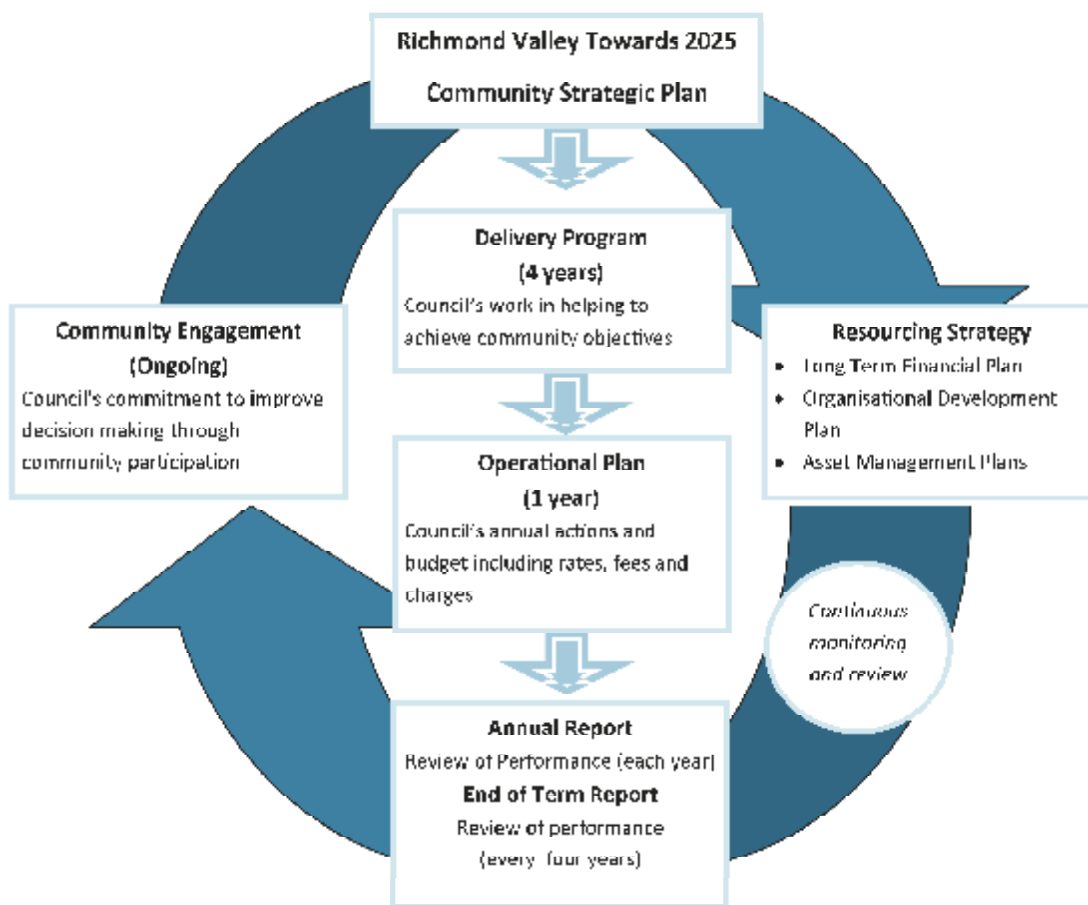 Richmond Valley Towards 2025
Community Strategic Plan
Delivery Program
(4 years)
Council's work in helping to
achieve community objectives
Community Engagement
(Ongoing)
Council's commitment to improve
decision making through
community participation
Resourcing Strategy
• Long Term Financial Plan
• Organisational Development
Plan
• Asset Management Plans
Operational Plan
(1 year)
Council's annual actions and
budget including rates, fees and
charges
Continuous
monitoring
and review
Annual Report
Review of Performance (each year)
End of Term Report
Review of performance
(every four years)